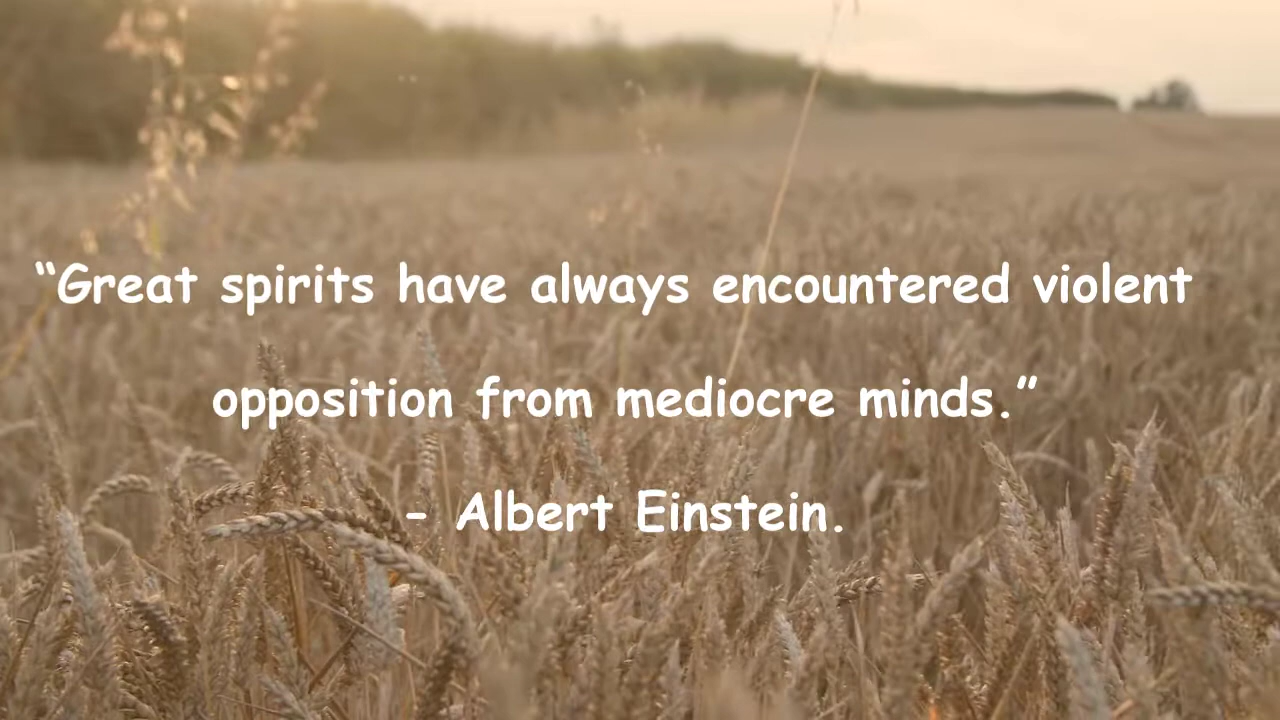 “Great spirits have always encountered violent
opposition from mediocre minds.”
- Albert Einstein.